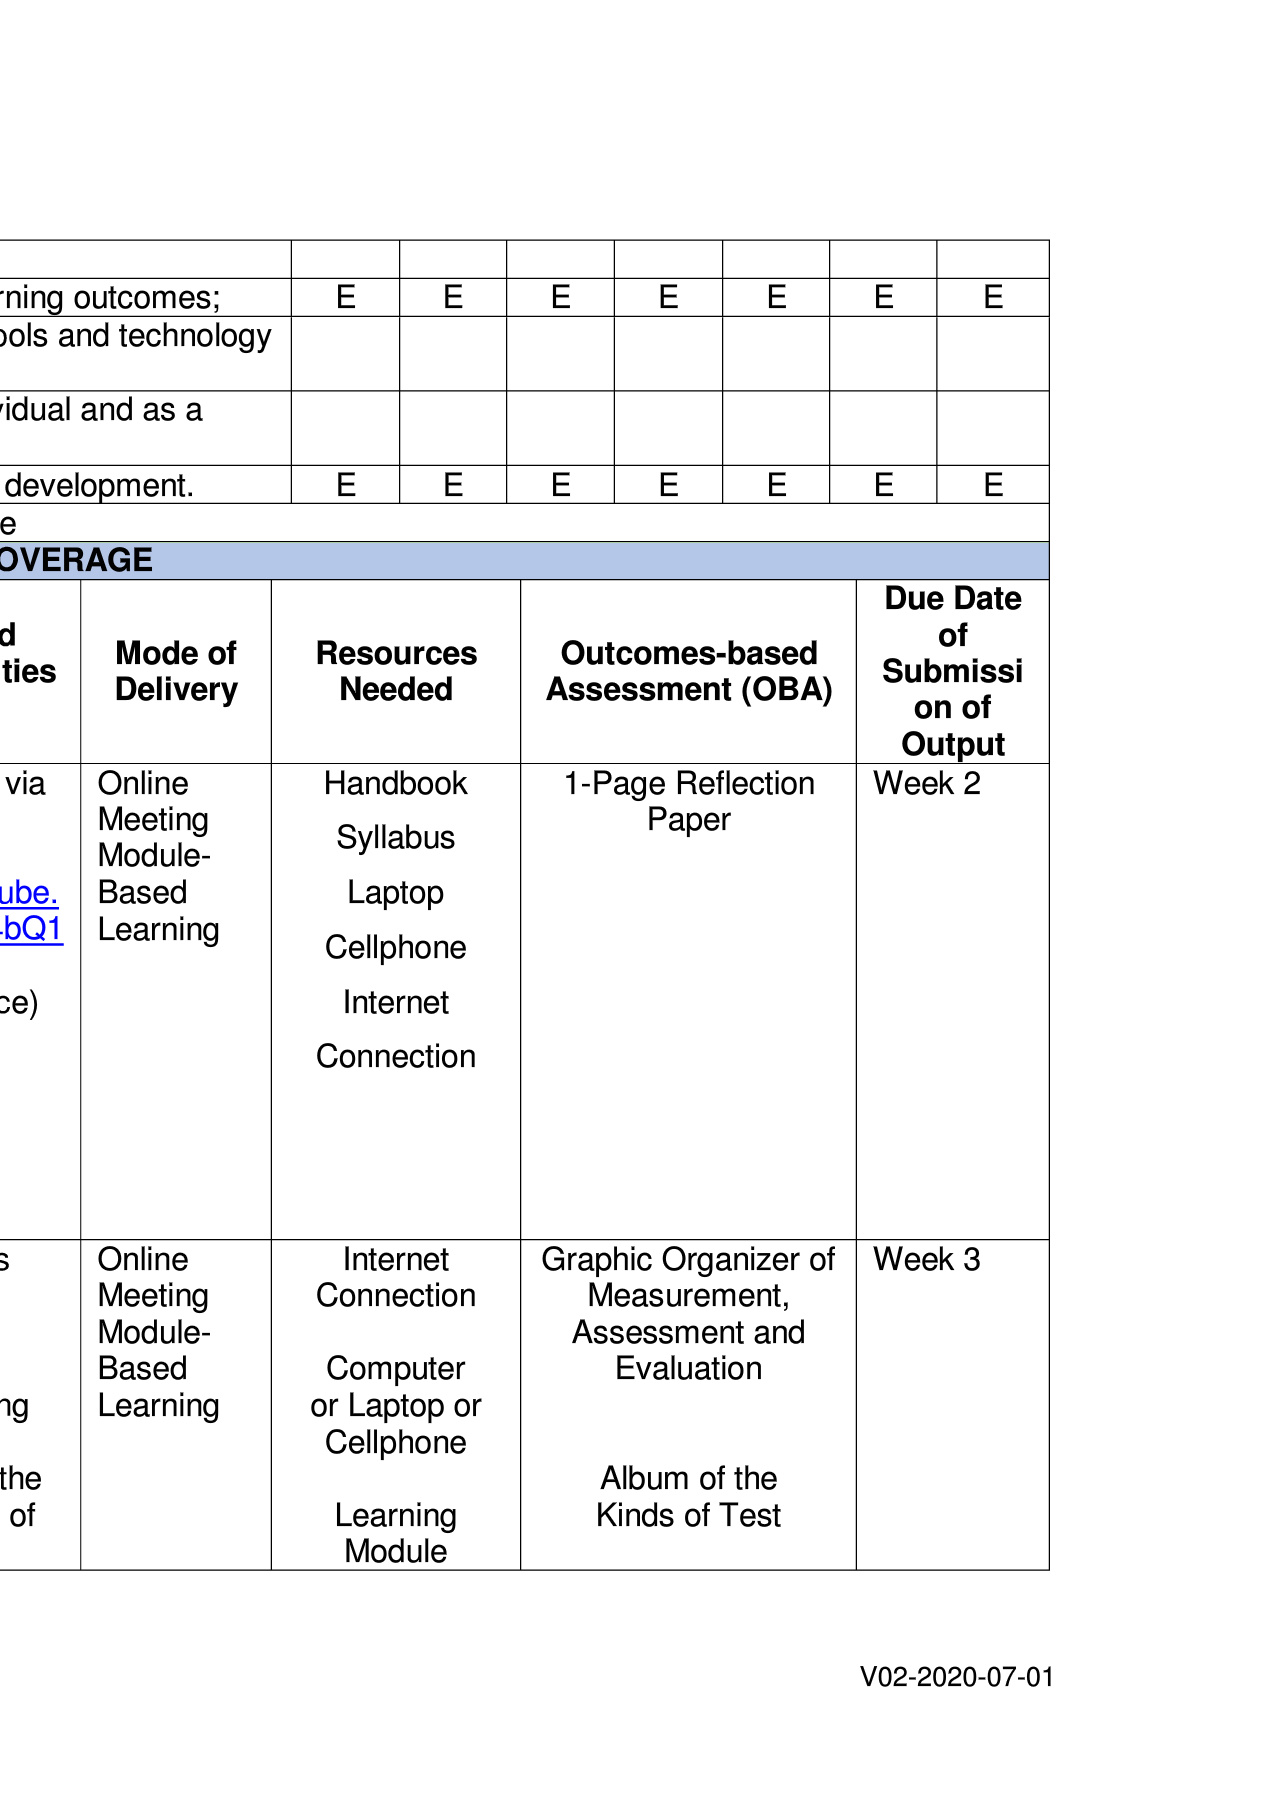 rning outcomes; E E E E E E E
ools and technology
vidual and as a
development. E E E E E E E
e
OVERAGE
d
ties
Mode of
Delivery
Resources
Needed
Outcomes-based
Assessment (OBA)
Due Date
of
Submissi
on of
Output
via
ube.
bQ1
ce)
Online
Meeting
Module-
Based
Learning
Handbook
Syllabus
Laptop
Cellphone
Internet
Connection
1-Page Reflection
Paper
Week 2
s
ng
the
of
Online
Meeting
Module-
Based
Learning
Internet
Connection
Computer
or Laptop or
Cellphone
Learning
Module
Graphic Organizer of
Measurement,
Assessment and
Evaluation
Album of the
Kinds of Test
Week 3
V02-2020-07-01